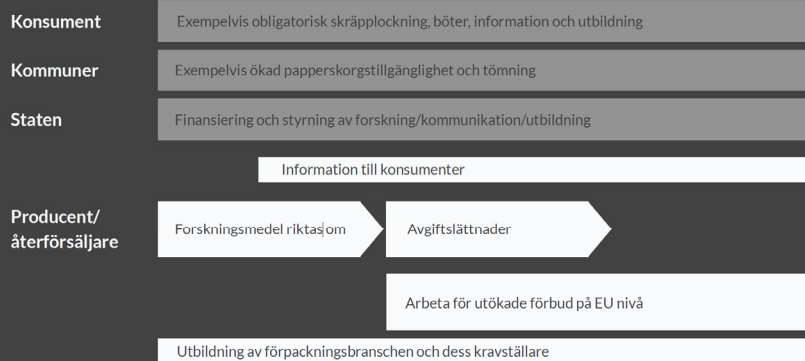 Konsument
Exempelvis obligatorisk skräpplockning, böter, information och utbildning
Kommuner
Exempelvis ökad papperskorgstillgänglighet och tömning
Staten
Finansiering och styrning av forskning/kommunikation/utbildning
Information till konsumenter
Producent/
återförsäljare
Forskningsmedel riktas om
Avgiftslättnader
Arbeta för utökade förbud på EU nivå
Utbildning av förpackningsbranschen och dess kravställare